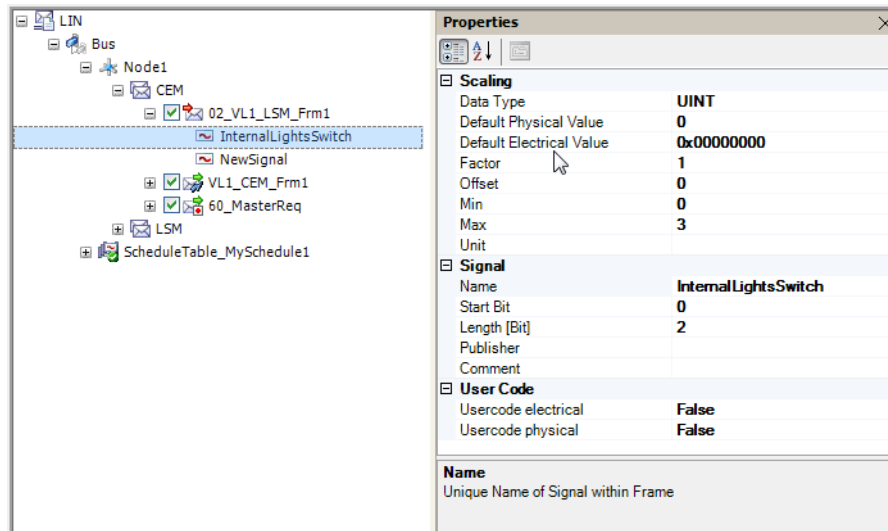 LIN
Bus
Node1
CEM
02_VL1_LSM_Frm1
InternalLightsSwitch
NewSignal
VL1_CEM_Frm1
60_MasterReq
LSM
ScheduleTable_MySchedule1
Properties
Scaling
Data Type UINT
Default Physical Value 0
Default Electrical Value 0x00000000
Factor 1
Offset 0
Min 0
Max 3
Unit
Signal
Name InternalLightsSwitch
Start Bit 0
Length [Bit] 2
Publisher
Comment
User Code
Usercode electrical False
Usercode physical False
Name
Unique Name of Signal within Frame